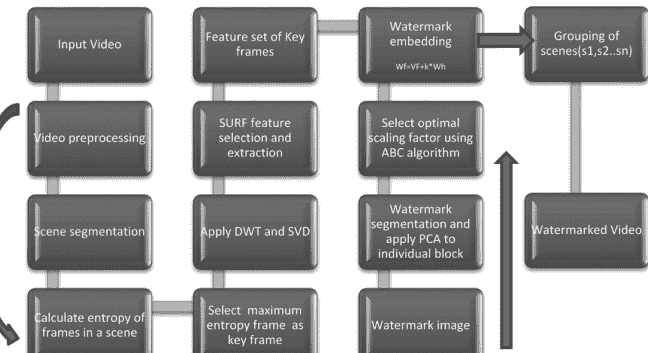 Input Video
Video preprocessing
Scene segmentation
Calculate entropy of
frames in a scene
Feature set of Key
frames
SURF feature
selection and
extraction
Apply DWT and SVD
Select maximum
entropy frame as
key frame
Watermark
embedding
Wf=VF+k*Wh
Select optimal
scaling factor using
ABC algorithm
Watermark
segmentation and
apply PCA to
individual block
Watermark image
Grouping of
scenes(s1,s2..sn)
Watermarked Video